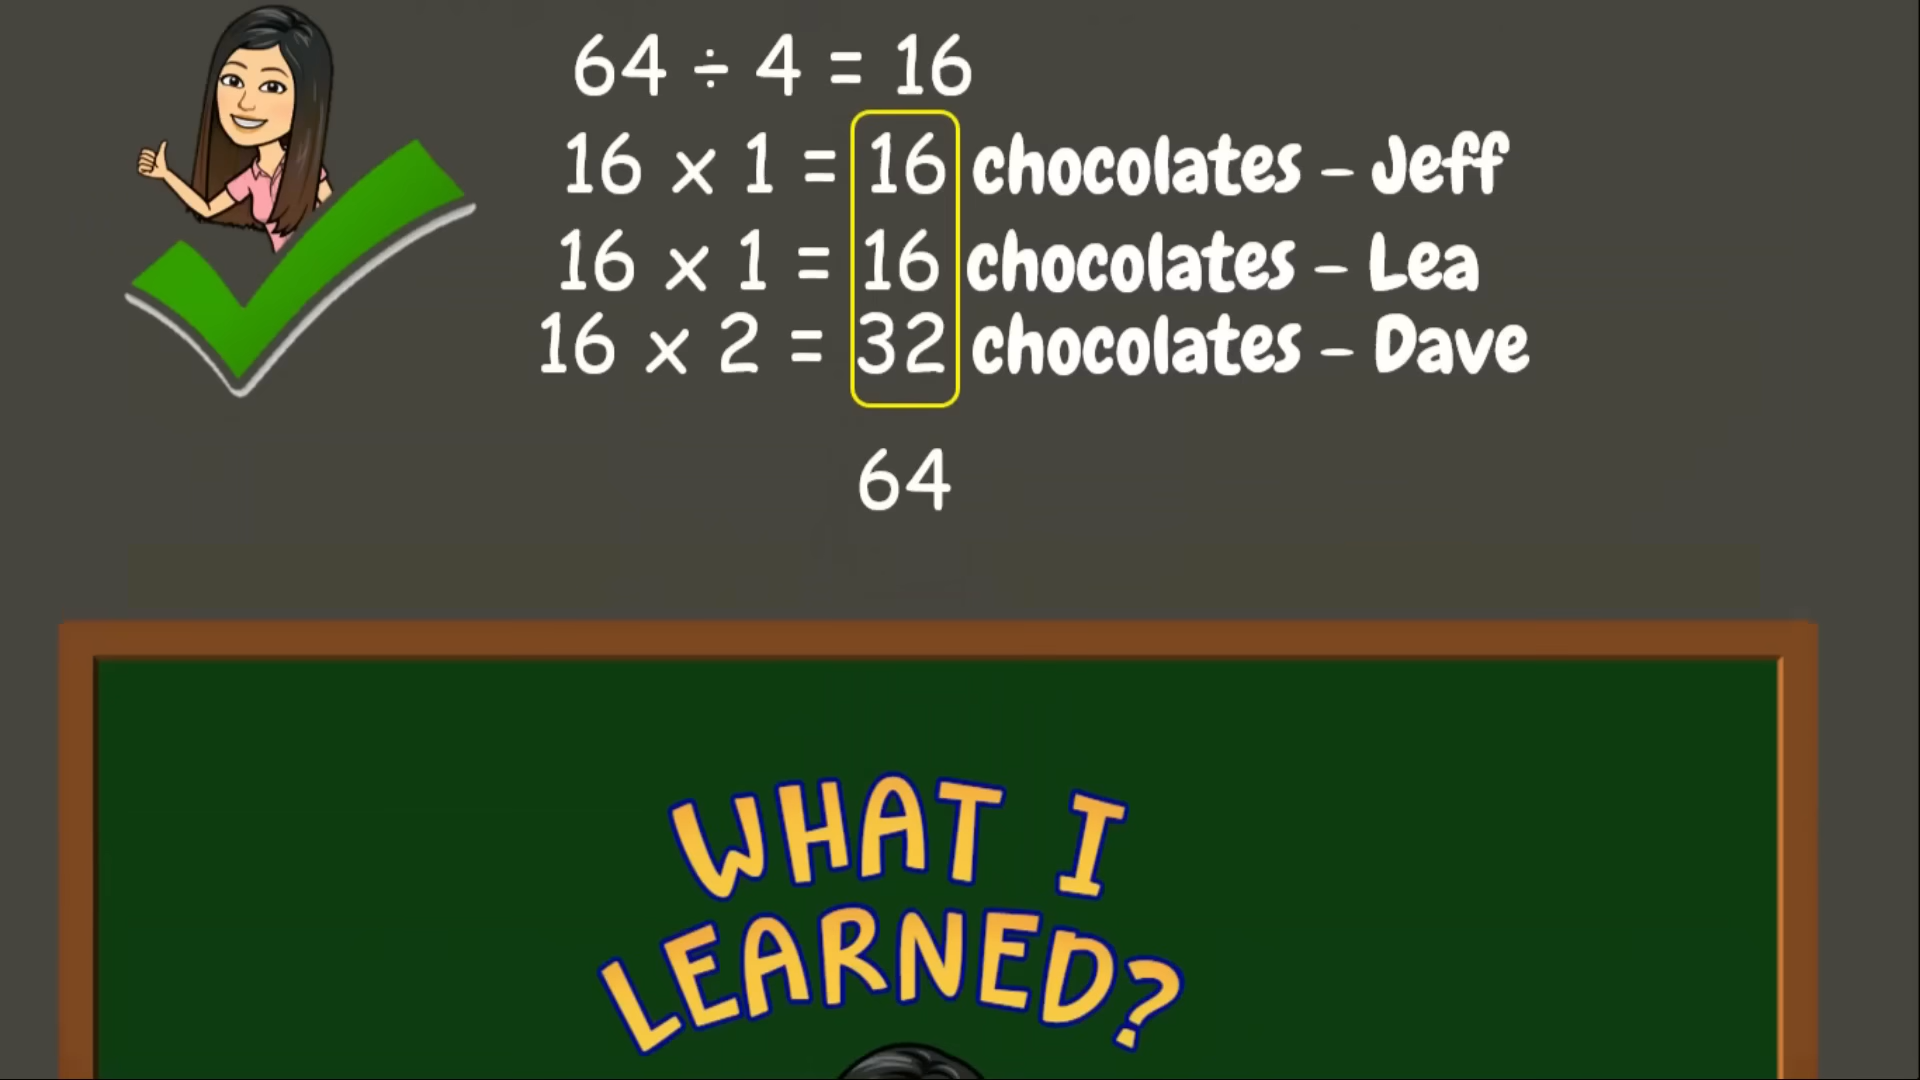 64 ÷ 4 = 16
16 x 1 = 16 chocolates – Jeff
16 x 1 = 16 chocolates – Lea
16 x 2 = 32 chocolates – Dave
64
WHAT I
LEARNED?